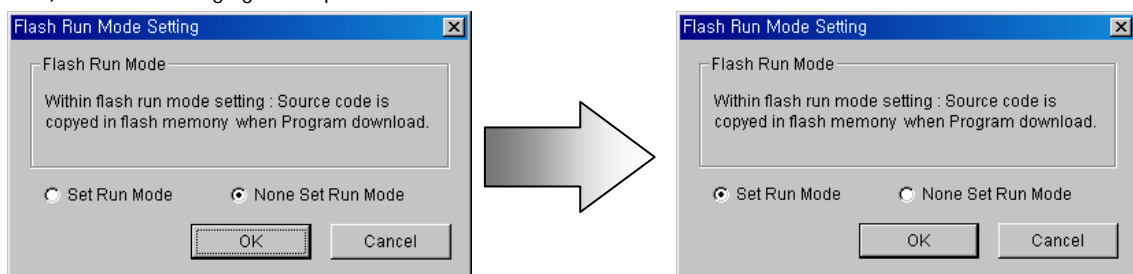 Flash Run Mode Setting
Flash Run Mode
Within flash run mode setting : Source code is
copyed in flash memony when Program download.
Set Run Mode
None Set Run Mode
OK
Cancel
Flash Run Mode Setting
Flash Run Mode
Within flash run mode setting : Source code is
copyed in flash memony when Program download.
Set Run Mode
None Set Run Mode
OK
Cancel